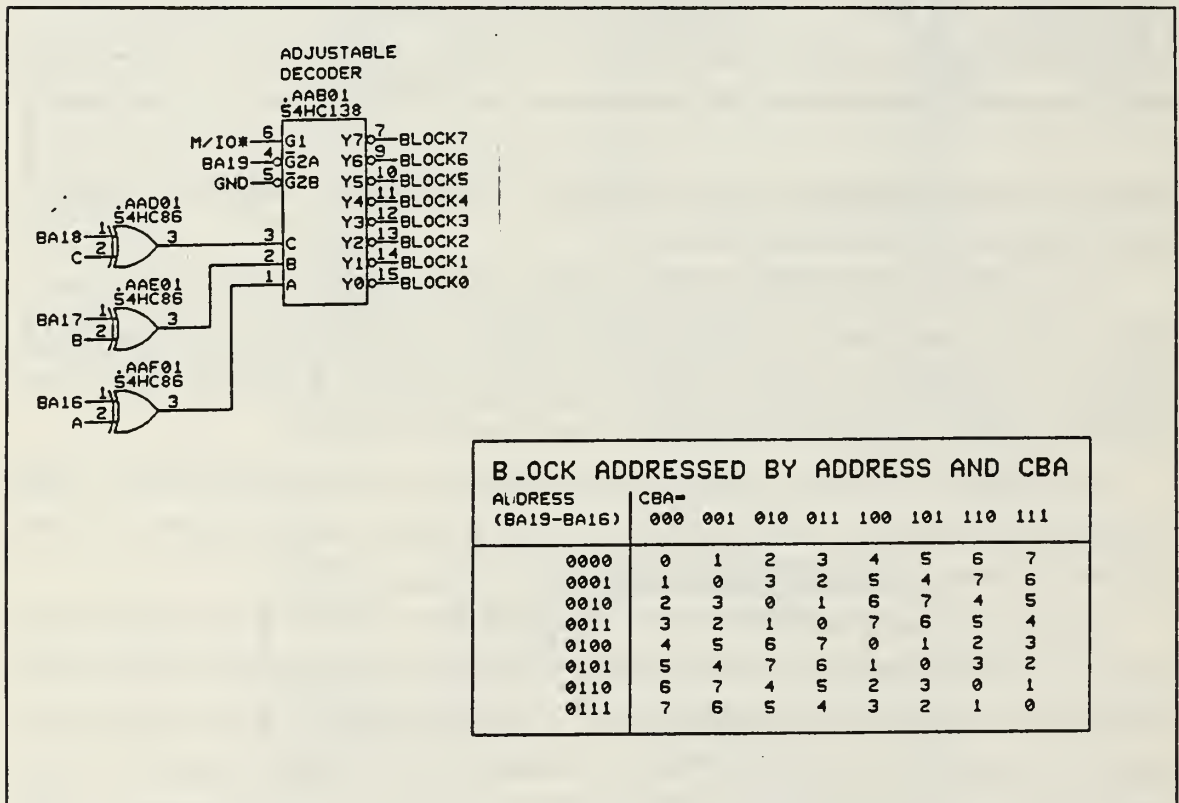 ADJUSTABLE
DECODER
.AAB01
54HC138
M/IO* 6 G1 Y7 7 BLOCK7
BA19 4 G2A Y6 9 BLOCK6
GND 5 G2B Y5 10 BLOCK5
Y4 11 BLOCK4
Y3 12 BLOCK3
Y2 13 BLOCK2
Y1 14 BLOCK1
Y0 15 BLOCK0
3 C
2 B
1 A
.AAD01
54HC86
BA18 1
C 2
3
.AAE01
54HC86
BA17 1
B 2
3
.AAF01
54HC86
BA16 1
A 2
3
B_OCK ADDRESSED BY ADDRESS AND CBA
ADDRESS CBA=
(BA19-BA16) 000 001 010 011 100 101 110 111
0000 0 1 2 3 4 5 6 7
0001 1 0 3 2 5 4 7 6
0010 2 3 0 1 6 7 4 5
0011 3 2 1 0 7 6 5 4
0100 4 5 6 7 0 1 2 3
0101 5 4 7 6 1 0 3 2
0110 6 7 4 5 2 3 0 1
0111 7 6 5 4 3 2 1 0